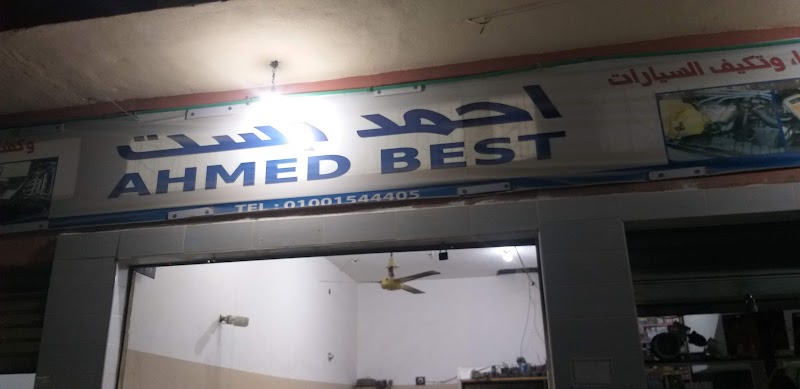 احمد بست
AHMED BEST
TEL : 01001544405
وتكيف السيارات